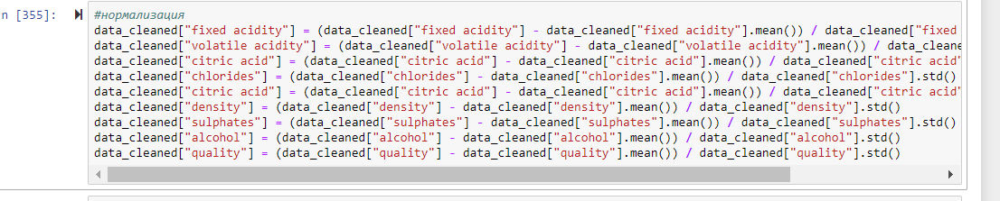 n [355]:
#нормализация
data_cleaned["fixed acidity"] = (data_cleaned["fixed acidity"] - data_cleaned["fixed acidity"].mean()) / data_cleaned["fixed
data_cleaned["volatile acidity"] = (data_cleaned["volatile acidity"] - data_cleaned["volatile acidity"].mean()) / data_cleane
data_cleaned["citric acid"] = (data_cleaned["citric acid"] - data_cleaned["citric acid"].mean()) / data_cleaned["citric acid"
data_cleaned["chlorides"] = (data_cleaned["chlorides"] - data_cleaned["chlorides"].mean()) / data_cleaned["chlorides"].std()
data_cleaned["citric acid"] = (data_cleaned["citric acid"] - data_cleaned["citric acid"].mean()) / data_cleaned["citric acid"
data_cleaned["density"] = (data_cleaned["density"] - data_cleaned["density"].mean()) / data_cleaned["density"].std()
data_cleaned["sulphates"] = (data_cleaned["sulphates"] - data_cleaned["sulphates"].mean()) / data_cleaned["sulphates"].std()
data_cleaned["alcohol"] = (data_cleaned["alcohol"] - data_cleaned["alcohol"].mean()) / data_cleaned["alcohol"].std()
data_cleaned["quality"] = (data_cleaned["quality"] - data_cleaned["quality"].mean()) / data_cleaned["quality"].std()